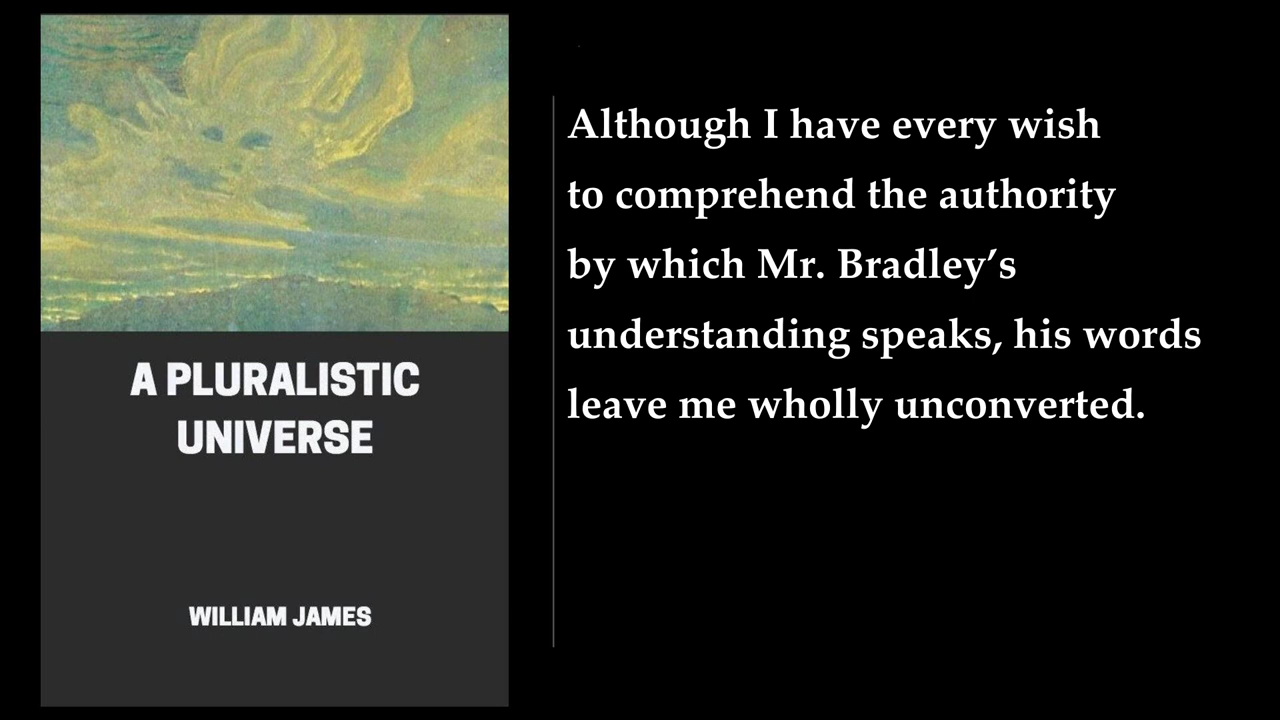 A PLURALISTIC
UNIVERSE
WILLIAM JAMES
Although I have every wish
to comprehend the authority
by which Mr. Bradley’s
understanding speaks, his words
leave me wholly unconverted.